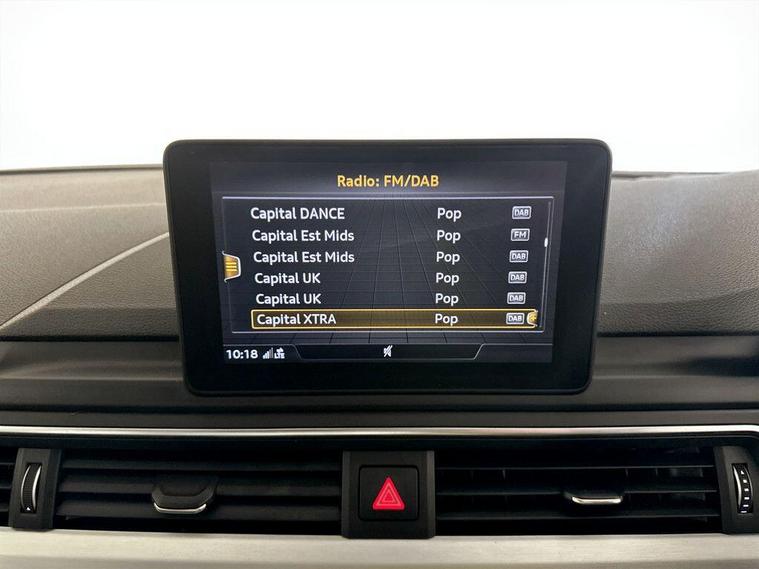 Radio: FM/DAB
Capital DANCE Pop DAB
Capital Est Mids Pop FM
Capital Est Mids Pop DAB
Capital UK Pop DAB
Capital UK Pop DAB
Capital XTRA Pop DAB
10:18 LTE